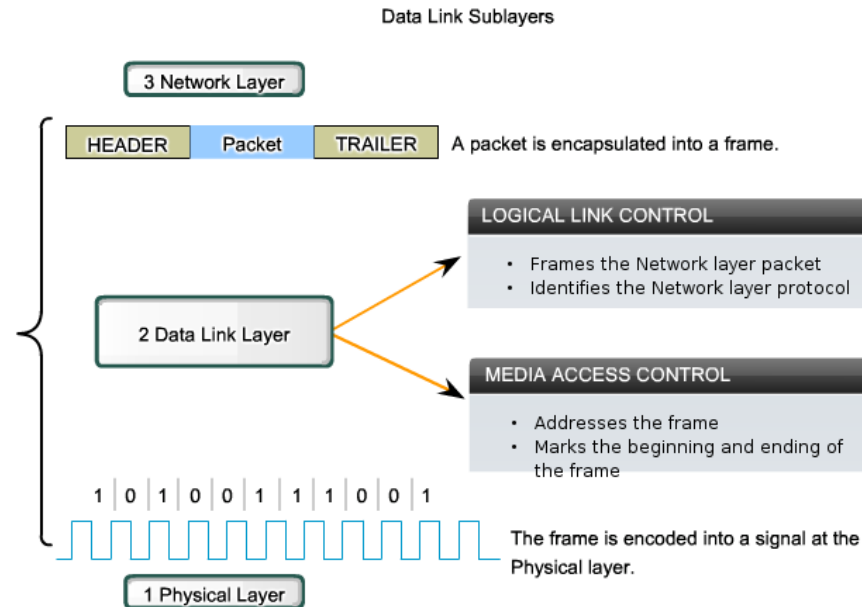 Data Link Sublayers
3 Network Layer
HEADER Packet TRAILER A packet is encapsulated into a frame.
LOGICAL LINK CONTROL
• Frames the Network layer packet
• Identifies the Network layer protocol
2 Data Link Layer
MEDIA ACCESS CONTROL
• Addresses the frame
• Marks the beginning and ending of
the frame
1 0 1 0 0 1 1 1 0 0 1
The frame is encoded into a signal at the
Physical layer.
1 Physical Layer